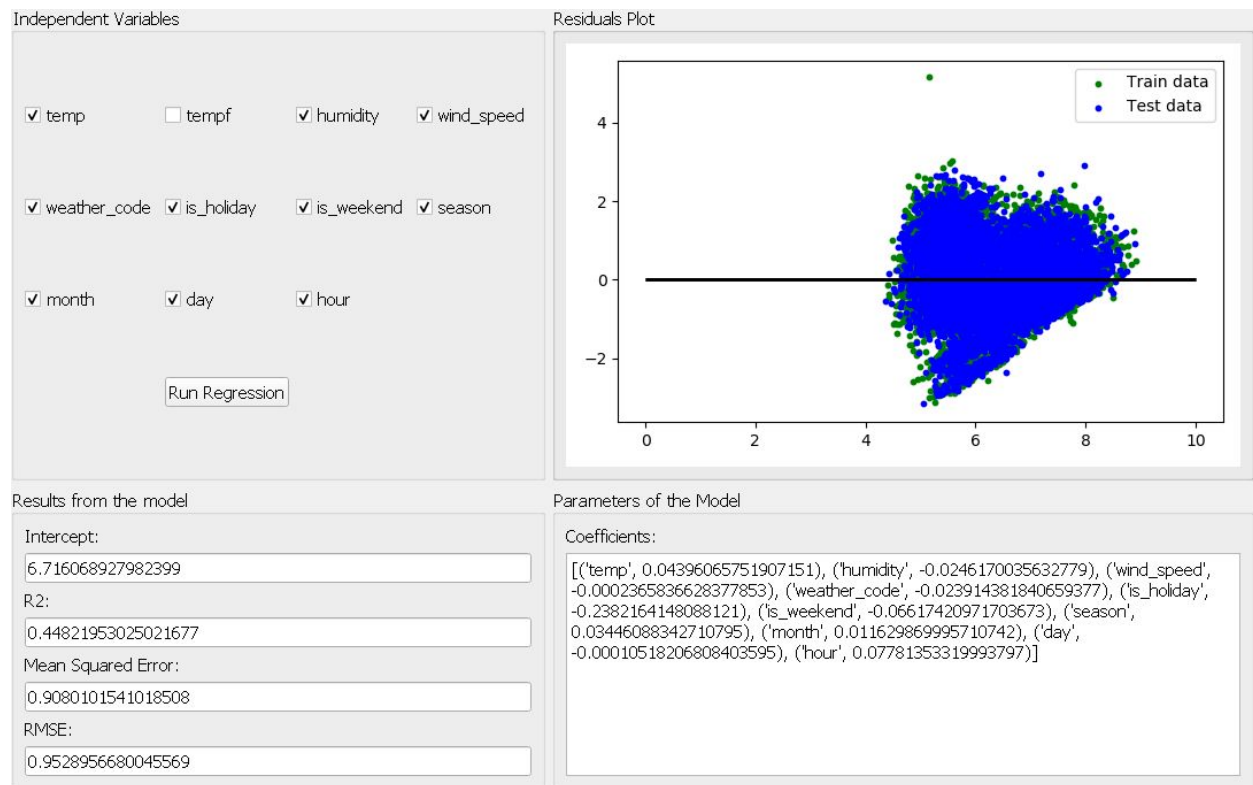 Independent Variables
temp
tempf
humidity
wind_speed
weather_code
is_holiday
is_weekend
season
month
day
hour
Run Regression
Residuals Plot
Train data
Test data
4
2
0
−2
0
2
4
6
8
10
Results from the model
Intercept:
6.716068927982399
R2:
0.44821953025021677
Mean Squared Error:
0.9080101541018508
RMSE:
0.9528956680045569
Parameters of the Model
Coefficients:
[('temp', 0.04396065751907151), ('humidity', -0.0246170035632779), ('wind_speed',
-0.0002365836628377853), ('weather_code', -0.023914381840659377), ('is_holiday',
-0.2382164148088121), ('is_weekend', -0.06617420971703673), ('season',
0.03446088342710795), ('month', 0.011629869995710742), ('day',
-0.00010518206808403595), ('hour', 0.07781353319993797)]